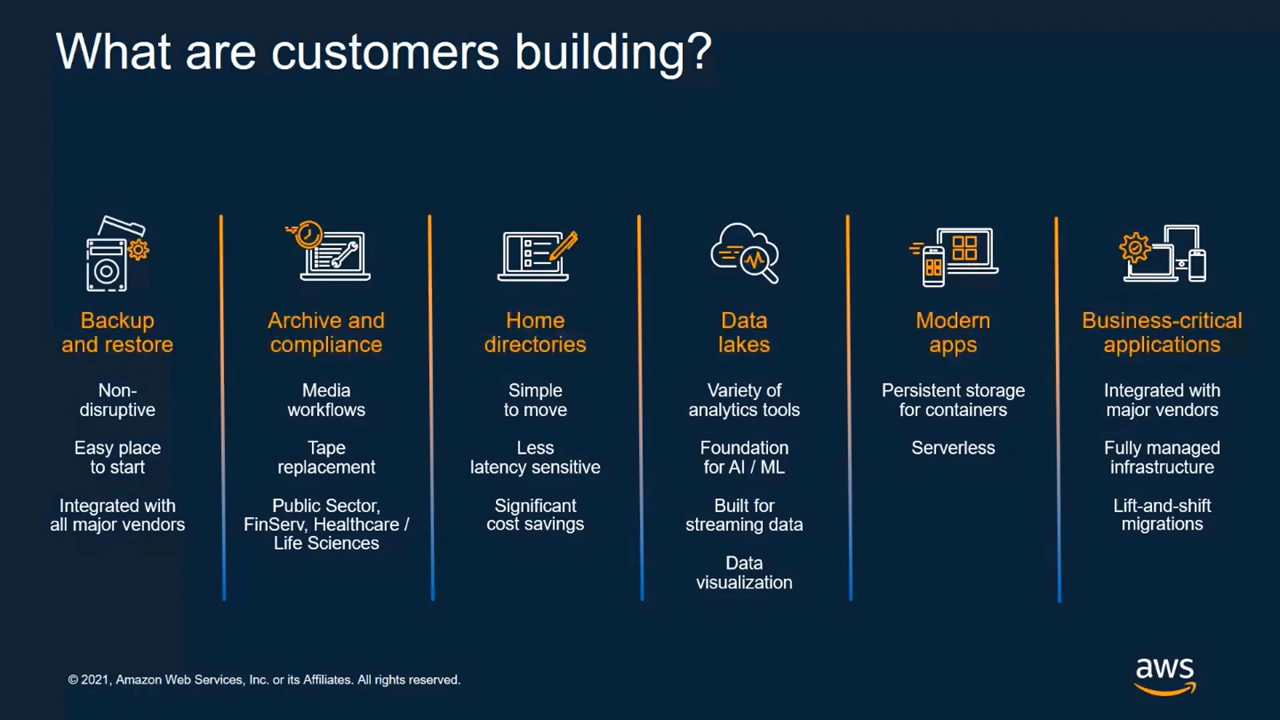 What are customers building?
Backup
and restore
Non-
disruptive
Easy place
to start
Integrated with
all major vendors
Archive and
compliance
Media
workflows
Tape
replacement
Public Sector,
FinServ, Healthcare /
Life Sciences
Home
directories
Simple
to move
Less
latency sensitive
Significant
cost savings
Data
lakes
Variety of
analytics tools
Foundation
for AI / ML
Built for
streaming data
Data
visualization
Modern
apps
Persistent storage
for containers
Serverless
Business-critical
applications
Integrated with
major vendors
Fully managed
infrastructure
Lift-and-shift
migrations
© 2021, Amazon Web Services, Inc. or its Affiliates. All rights reserved.
aws